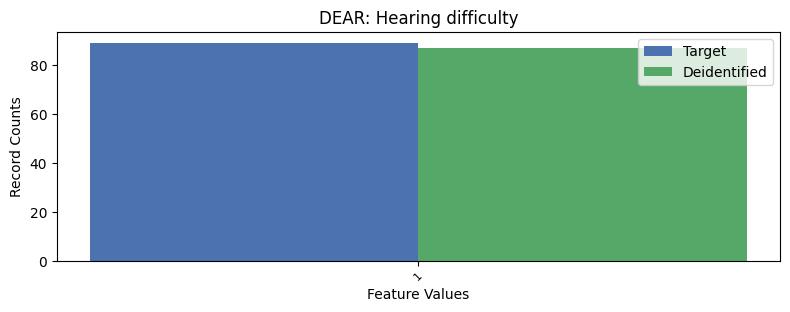 DEAR: Hearing difficulty
Target
Deidentified
Record Counts
80
60
40
20
0
1
Feature Values